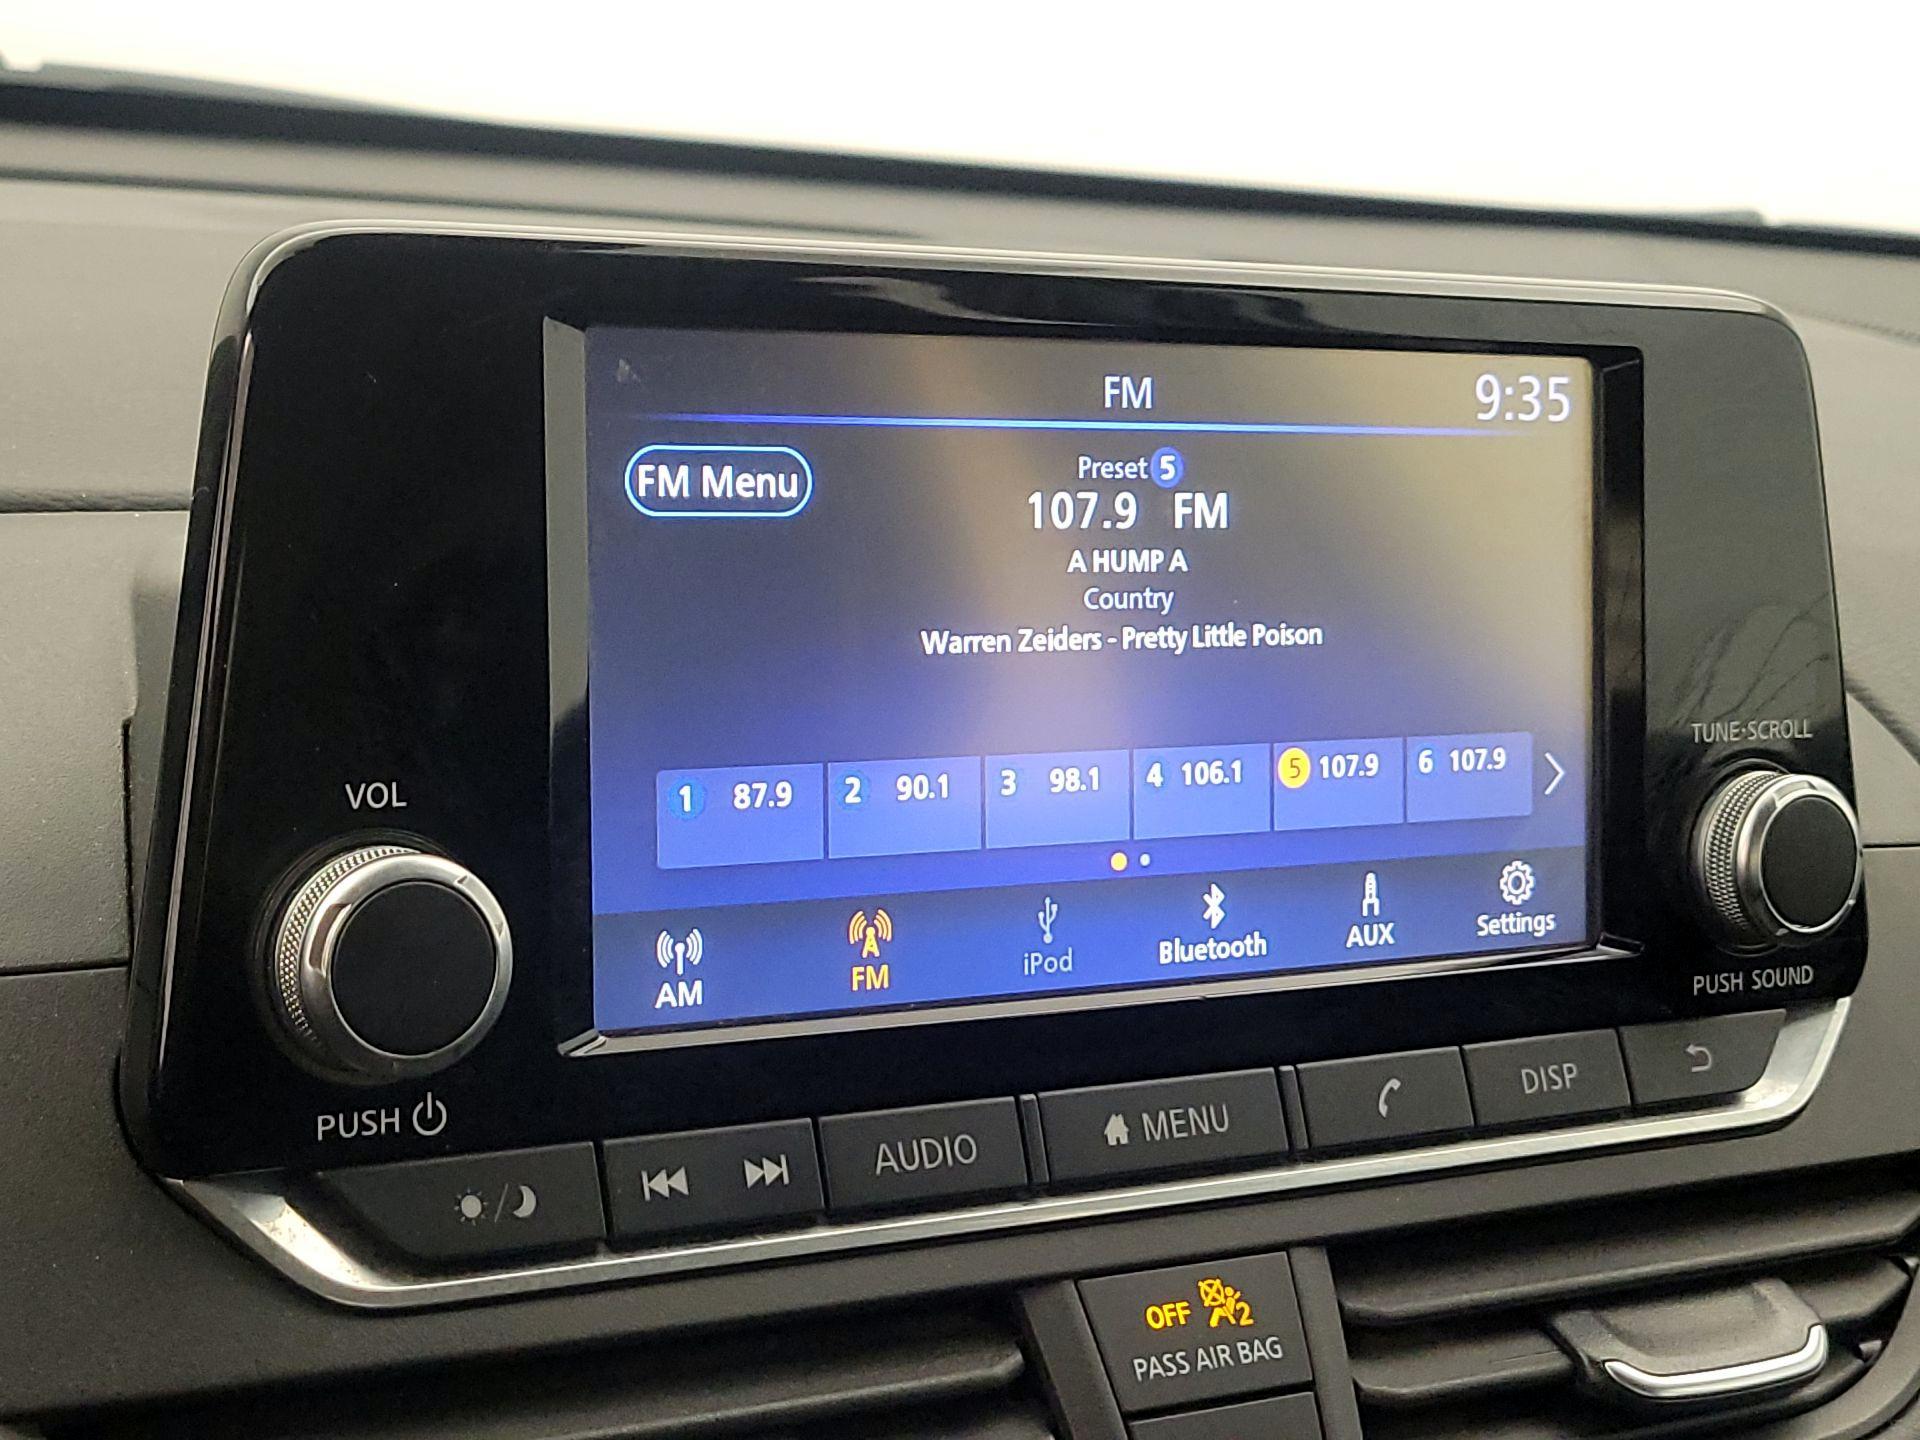 FM 9:35
FM Menu
Preset 5
107.9 FM
A HUMP A
Country
Warren Zeiders - Pretty Little Poison
1 87.9 2 90.1 3 98.1 4 106.1 5 107.9 6 107.9
AM FM iPod Bluetooth AUX Settings
VOL
PUSH
TUNE·SCROLL
PUSH SOUND
AUDIO MENU DISP
OFF 2
PASS AIR BAG